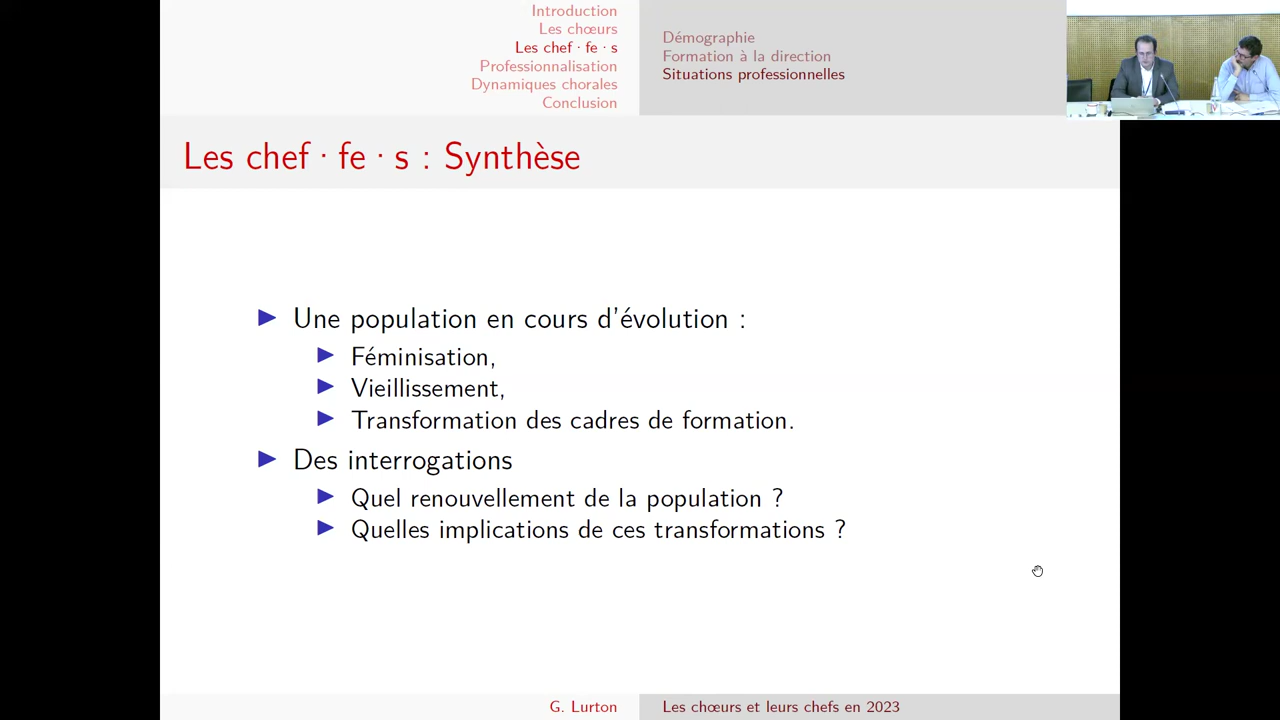 Introduction
Les chœurs
Les chef · fe · s
Professionnalisation
Dynamiques chorales
Conclusion
Démographie
Formation à la direction
Situations professionnelles
Les chef · fe · s : Synthèse
Une population en cours d'évolution :
Féminisation,
Vieillissement,
Transformation des cadres de formation.
Des interrogations
Quel renouvellement de la population ?
Quelles implications de ces transformations ?
G. Lurton
Les chœurs et leurs chefs en 2023